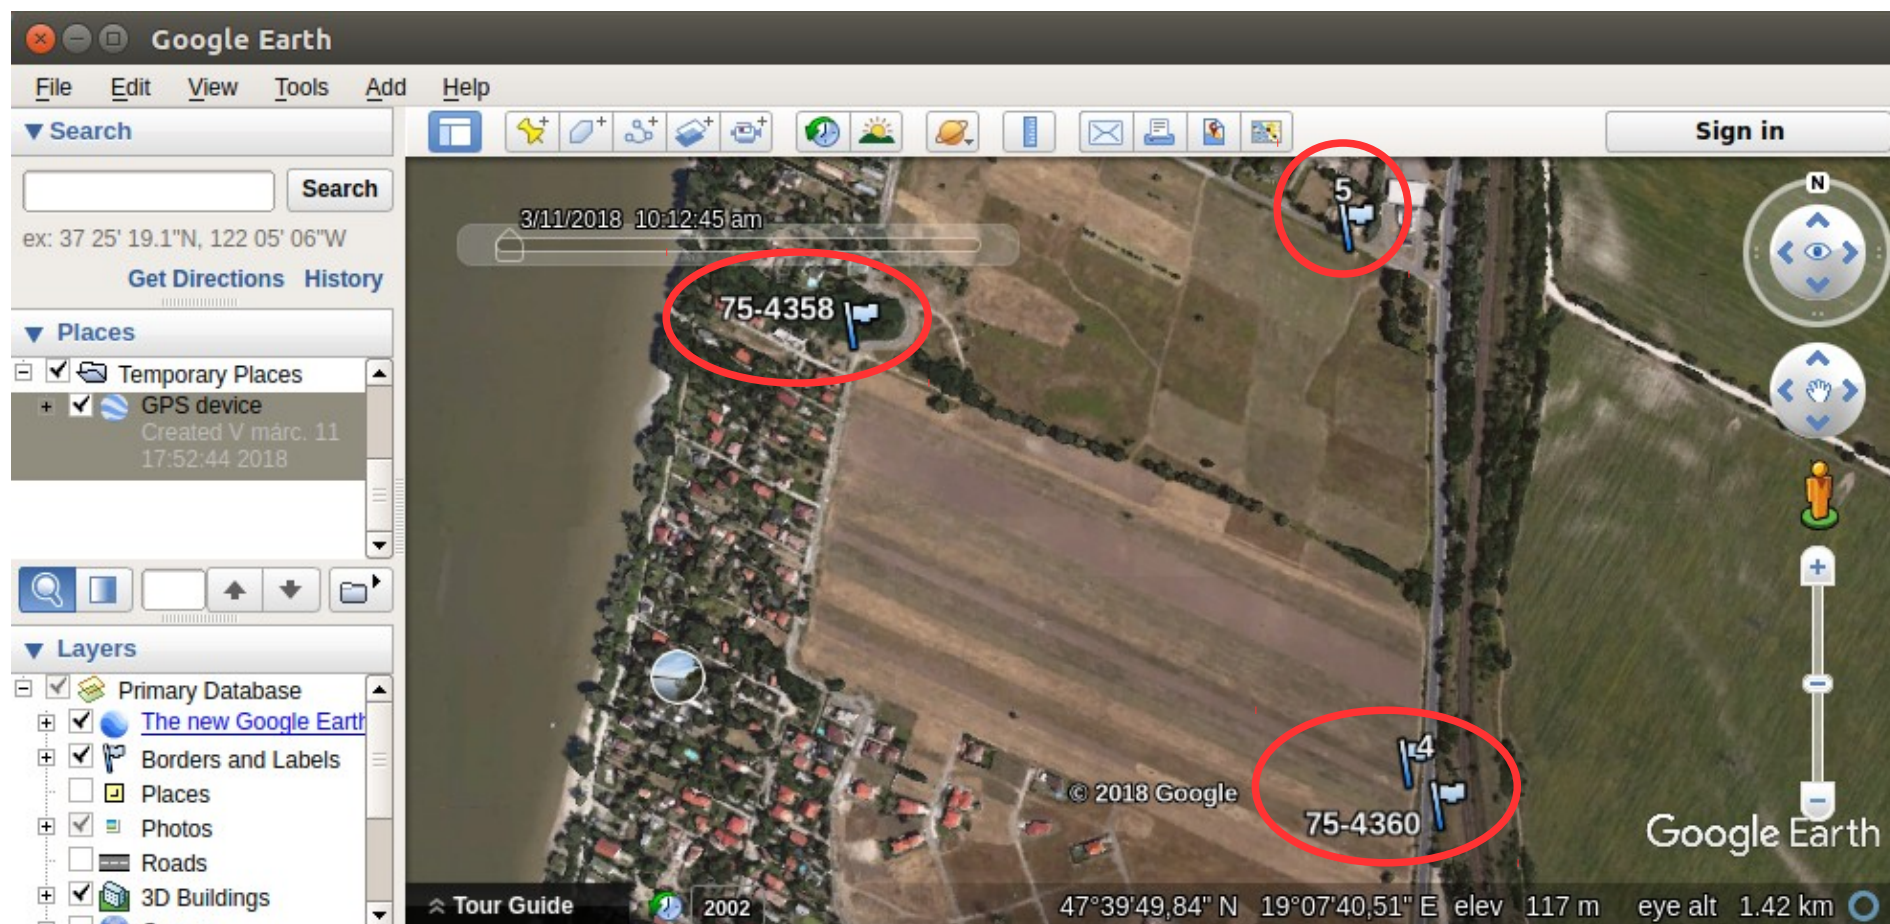 Google Earth
File Edit View Tools Add Help
Search
Sign in
Search
ex: 37 25' 19.1"N, 122 05' 06"W
Get Directions History
Places
Temporary Places
GPS device
Created V márc. 11
17:52:44 2018
Layers
Primary Database
The new Google Earth
Borders and Labels
Places
Photos
Roads
3D Buildings
3/11/2018 10:12:45 am
5
N
75-4358
4
© 2018 Google
75-4360
Google Earth
Tour Guide
2002
47°39'49,84" N 19°07'40,51" E elev 117 m eye alt 1.42 km